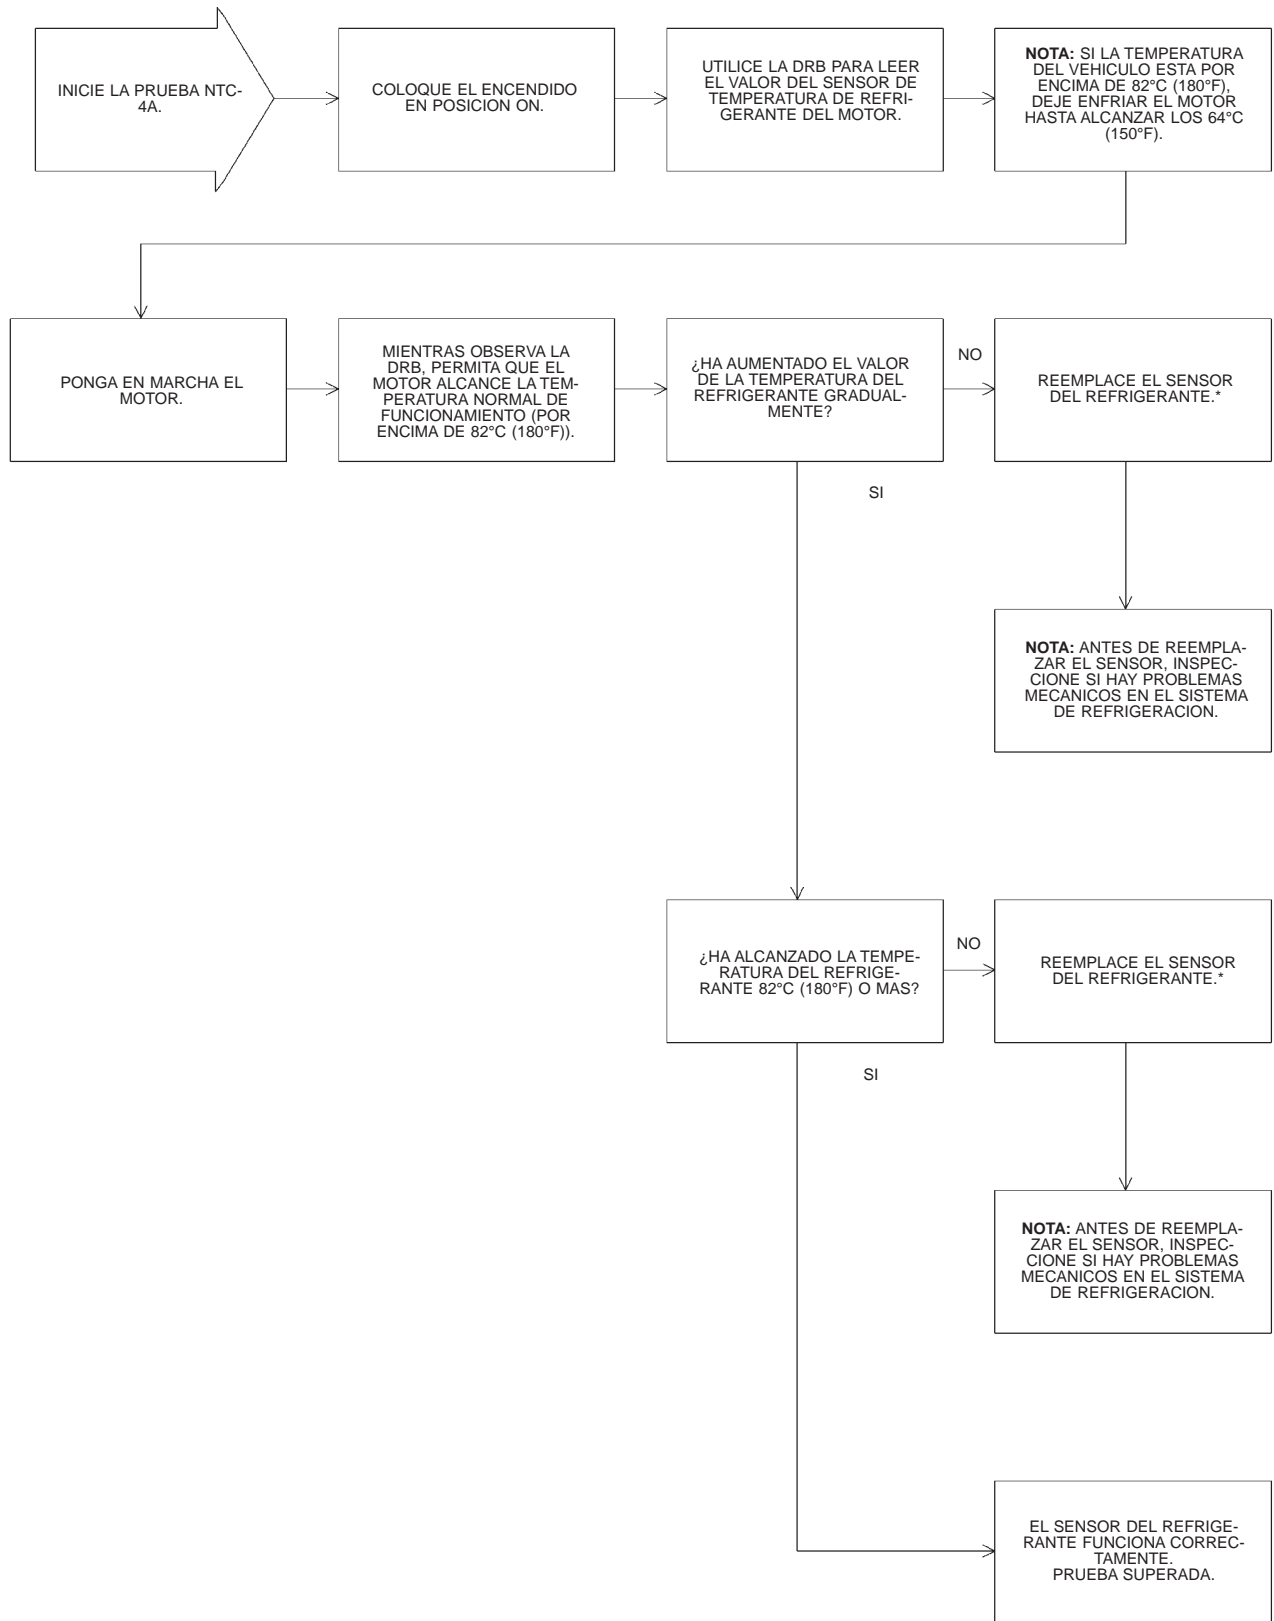 INICIE LA PRUEBA NTC-
4A.
COLOQUE EL ENCENDIDO
EN POSICION ON.
UTILICE LA DRB PARA LEER
EL VALOR DEL SENSOR DE
TEMPERATURA DE REFRI-
GERANTE DEL MOTOR.
NOTA: SI LA TEMPERATURA
DEL VEHICULO ESTA POR
ENCIMA DE 82°C (180°F),
DEJE ENFRIAR EL MOTOR
HASTA ALCANZAR LOS 64°C
(150°F).
PONGA EN MARCHA EL
MOTOR.
MIENTRAS OBSERVA LA
DRB, PERMITA QUE EL
MOTOR ALCANCE LA TEM-
PERATURA NORMAL DE
FUNCIONAMIENTO (POR
ENCIMA DE 82°C (180°F)).
¿HA AUMENTADO EL VALOR
DE LA TEMPERATURA DEL
REFRIGERANTE GRADUAL-
MENTE?
NO
REEMPLACE EL SENSOR
DEL REFRIGERANTE.*
SI
NOTA: ANTES DE REEMPLA-
ZAR EL SENSOR, INSPEC-
CIONE SI HAY PROBLEMAS
MECANICOS EN EL SISTEMA
DE REFRIGERACION.
¿HA ALCANZADO LA TEMPE-
RATURA DEL REFRIGE-
RANTE 82°C (180°F) O MAS?
NO
REEMPLACE EL SENSOR
DEL REFRIGERANTE.*
SI
NOTA: ANTES DE REEMPLA-
ZAR EL SENSOR, INSPEC-
CIONE SI HAY PROBLEMAS
MECANICOS EN EL SISTEMA
DE REFRIGERACION.
EL SENSOR DEL REFRIGE-
RANTE FUNCIONA CORREC-
TAMENTE.
PRUEBA SUPERADA.